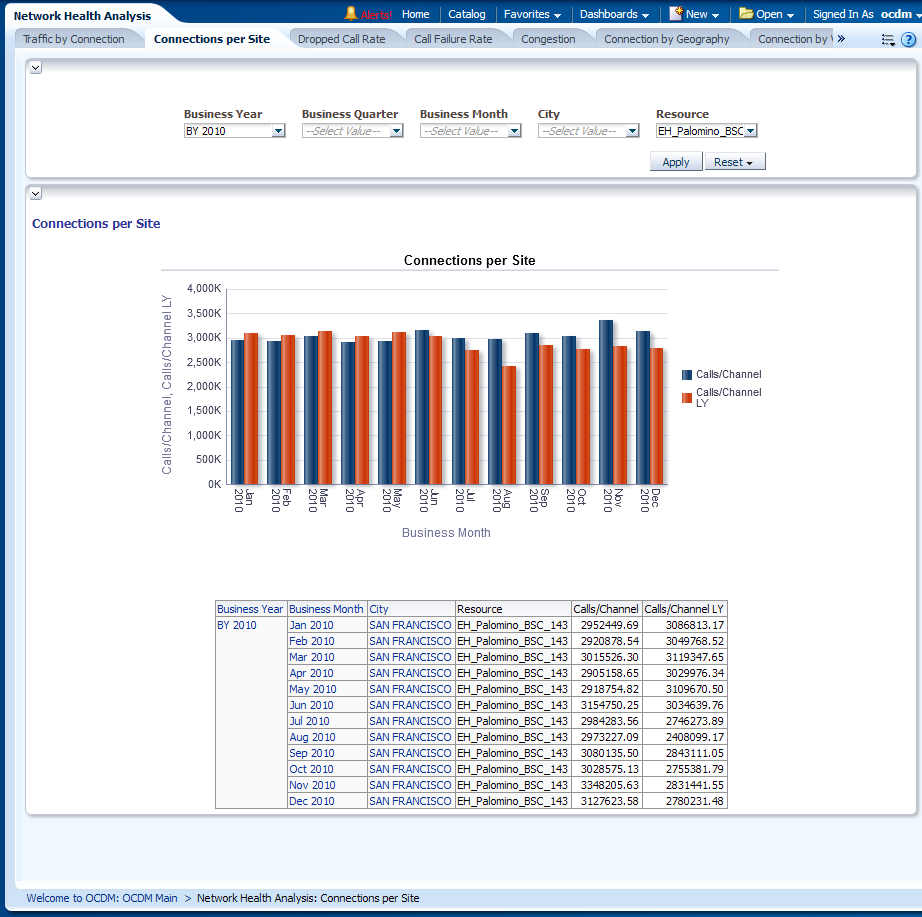 Network Health Analysis
Alerts! Home Catalog Favorites Dashboards New Open Signed In As ocdm
Traffic by Connection Connections per Site Dropped Call Rate Call Failure Rate Congestion Connection by Geography Connection by »
Business Year Business Quarter Business Month City Resource
BY 2010 --Select Value-- --Select Value-- --Select Value-- EH_Palomino_BSC
Apply Reset
Connections per Site
Connections per Site
Calls/Channel, Calls/Channel LY
4,000K
3,500K
3,000K
2,500K
2,000K
1,500K
1,000K
500K
0K
Jan 2010 Feb 2010 Mar 2010 Apr 2010 May 2010 Jun 2010 Jul 2010 Aug 2010 Sep 2010 Oct 2010 Nov 2010 Dec 2010
Business Month
Calls/Channel
Calls/Channel
LY
Business Year Business Month City Resource Calls/Channel Calls/Channel LY
BY 2010 Jan 2010 SAN FRANCISCO EH_Palomino_BSC_143 2952449.69 3086813.17
Feb 2010 SAN FRANCISCO EH_Palomino_BSC_143 2920878.54 3049768.52
Mar 2010 SAN FRANCISCO EH_Palomino_BSC_143 3015526.30 3119347.65
Apr 2010 SAN FRANCISCO EH_Palomino_BSC_143 2905158.65 3029976.34
May 2010 SAN FRANCISCO EH_Palomino_BSC_143 2918754.82 3109670.50
Jun 2010 SAN FRANCISCO EH_Palomino_BSC_143 3154750.25 3034639.76
Jul 2010 SAN FRANCISCO EH_Palomino_BSC_143 2984283.56 2746273.89
Aug 2010 SAN FRANCISCO EH_Palomino_BSC_143 2973227.09 2408099.17
Sep 2010 SAN FRANCISCO EH_Palomino_BSC_143 3080135.50 2843111.05
Oct 2010 SAN FRANCISCO EH_Palomino_BSC_143 3028575.13 2755381.79
Nov 2010 SAN FRANCISCO EH_Palomino_BSC_143 3348205.63 2831441.55
Dec 2010 SAN FRANCISCO EH_Palomino_BSC_143 3127623.58 2780231.48
Welcome to OCDM: OCDM Main > Network Health Analysis: Connections per Site